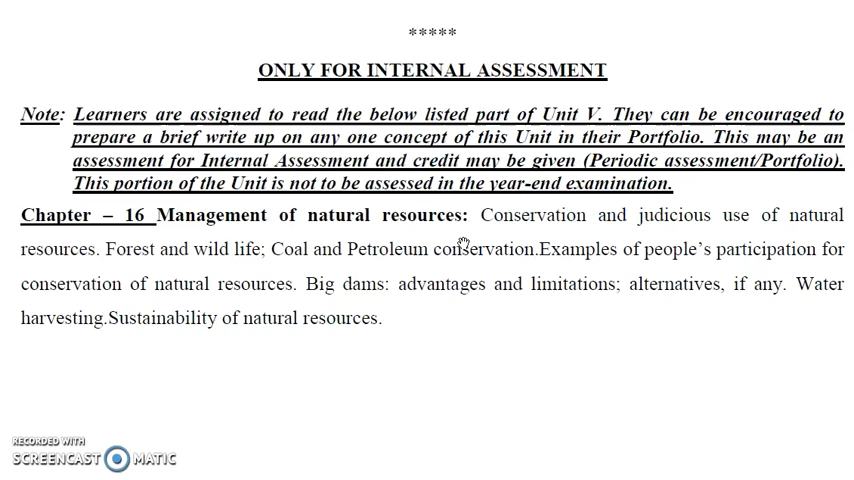 *****
ONLY FOR INTERNAL ASSESSMENT
Note: Learners are assigned to read the below listed part of Unit V. They can be encouraged to
prepare a brief write up on any one concept of this Unit in their Portfolio. This may be an
assessment for Internal Assessment and credit may be given (Periodic assessment/Portfolio).
This portion of the Unit is not to be assessed in the year-end examination.
Chapter – 16 Management of natural resources: Conservation and judicious use of natural
resources. Forest and wild life; Coal and Petroleum conservation.Examples of people’s participation for
conservation of natural resources. Big dams: advantages and limitations; alternatives, if any. Water
harvesting.Sustainability of natural resources.
RECORDED WITH
SCREENCAST MATIC